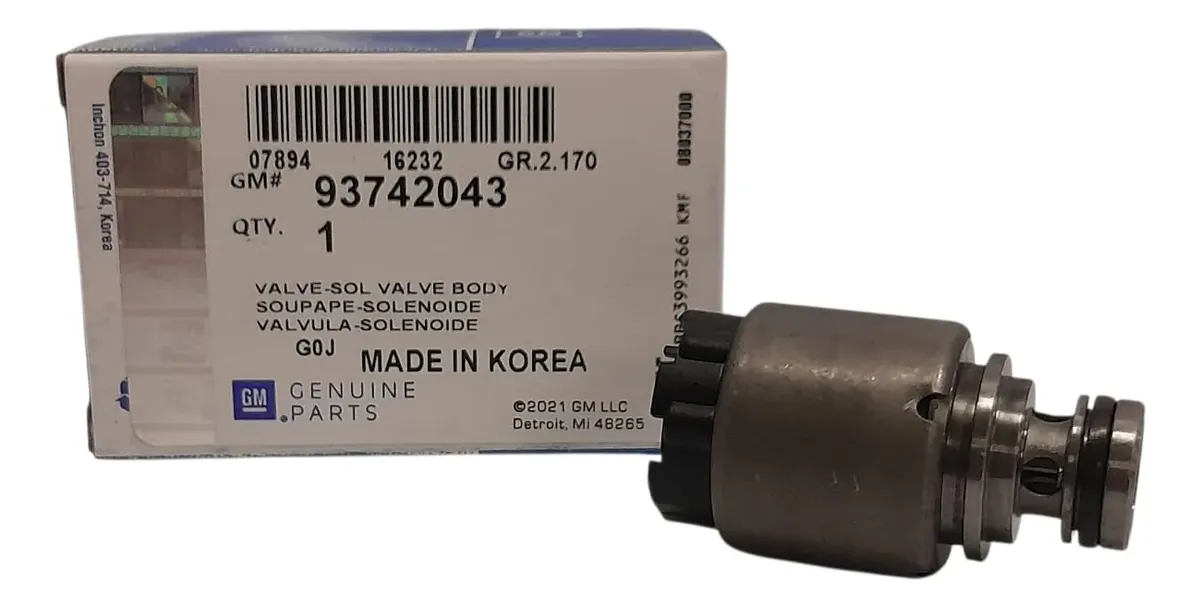 Inchon 403-714, Korea
07894 16232 GR.2.170
GM# 93742043
QTY. 1
VALVE-SOL VALVE BODY
SOUPAPE-SOLENOIDE
VALVULA-SOLENOIDE
G0J MADE IN KOREA
GM GENUINE
PARTS
©2021 GM LLC
Detroit, Mi 48265
08037000
3993266 KMF